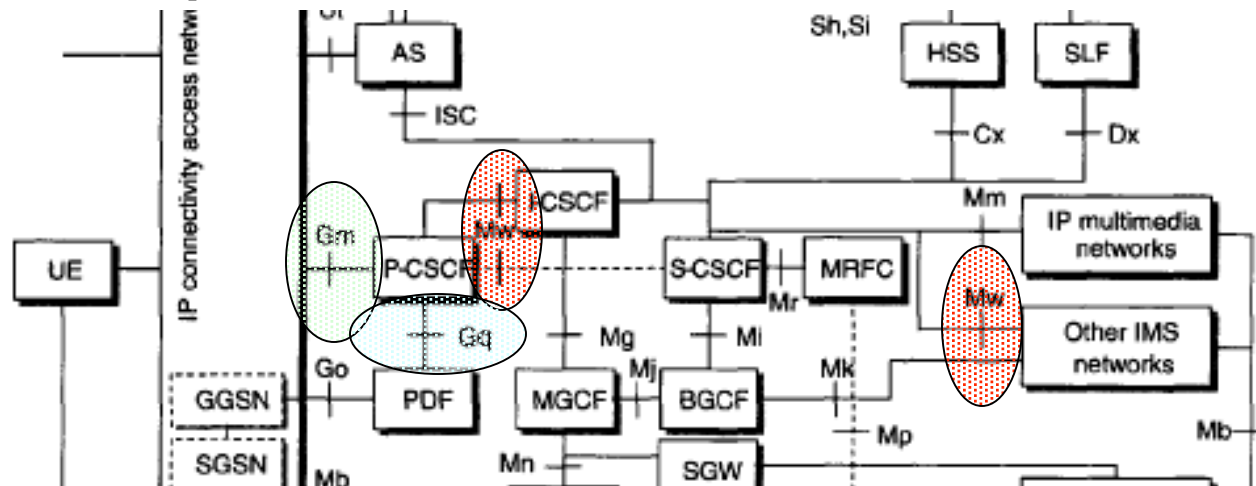 Sh,Si
AS
HSS
SLF
IP connectivity access netwo
ISC
Cx
Dx
Mm
I-CSCF
IP multimedia
networks
Gm
Mw
UE
P-CSCF
S-CSCF
MRFC
Mr
Mw
Gq
Mg
Mi
Other IMS
networks
Go
Mj
Mk
GGSN
PDF
MGCF
BGCF
Mp
Mb
SGSN
Mn
SGW
Mb